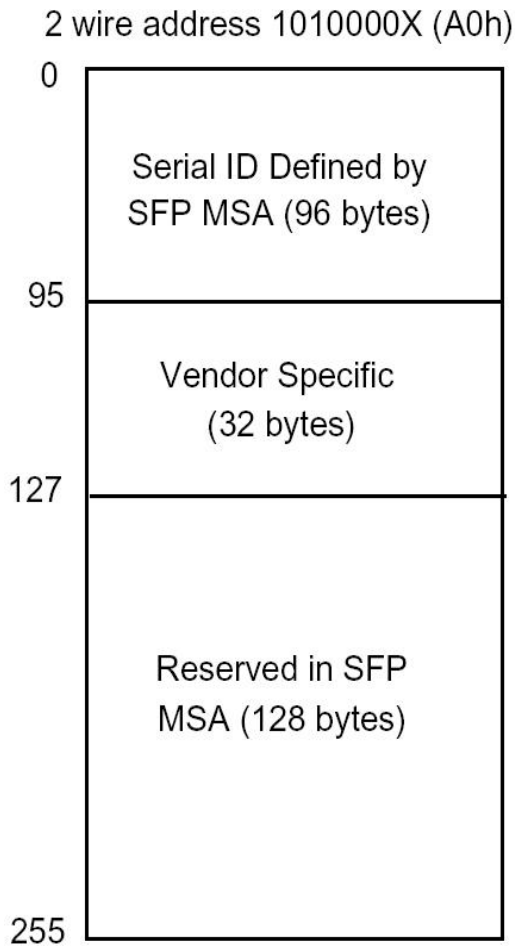 2 wire address 1010000X (A0h)
0
Serial ID Defined by
SFP MSA (96 bytes)
95
Vendor Specific
(32 bytes)
127
Reserved in SFP
MSA (128 bytes)
255